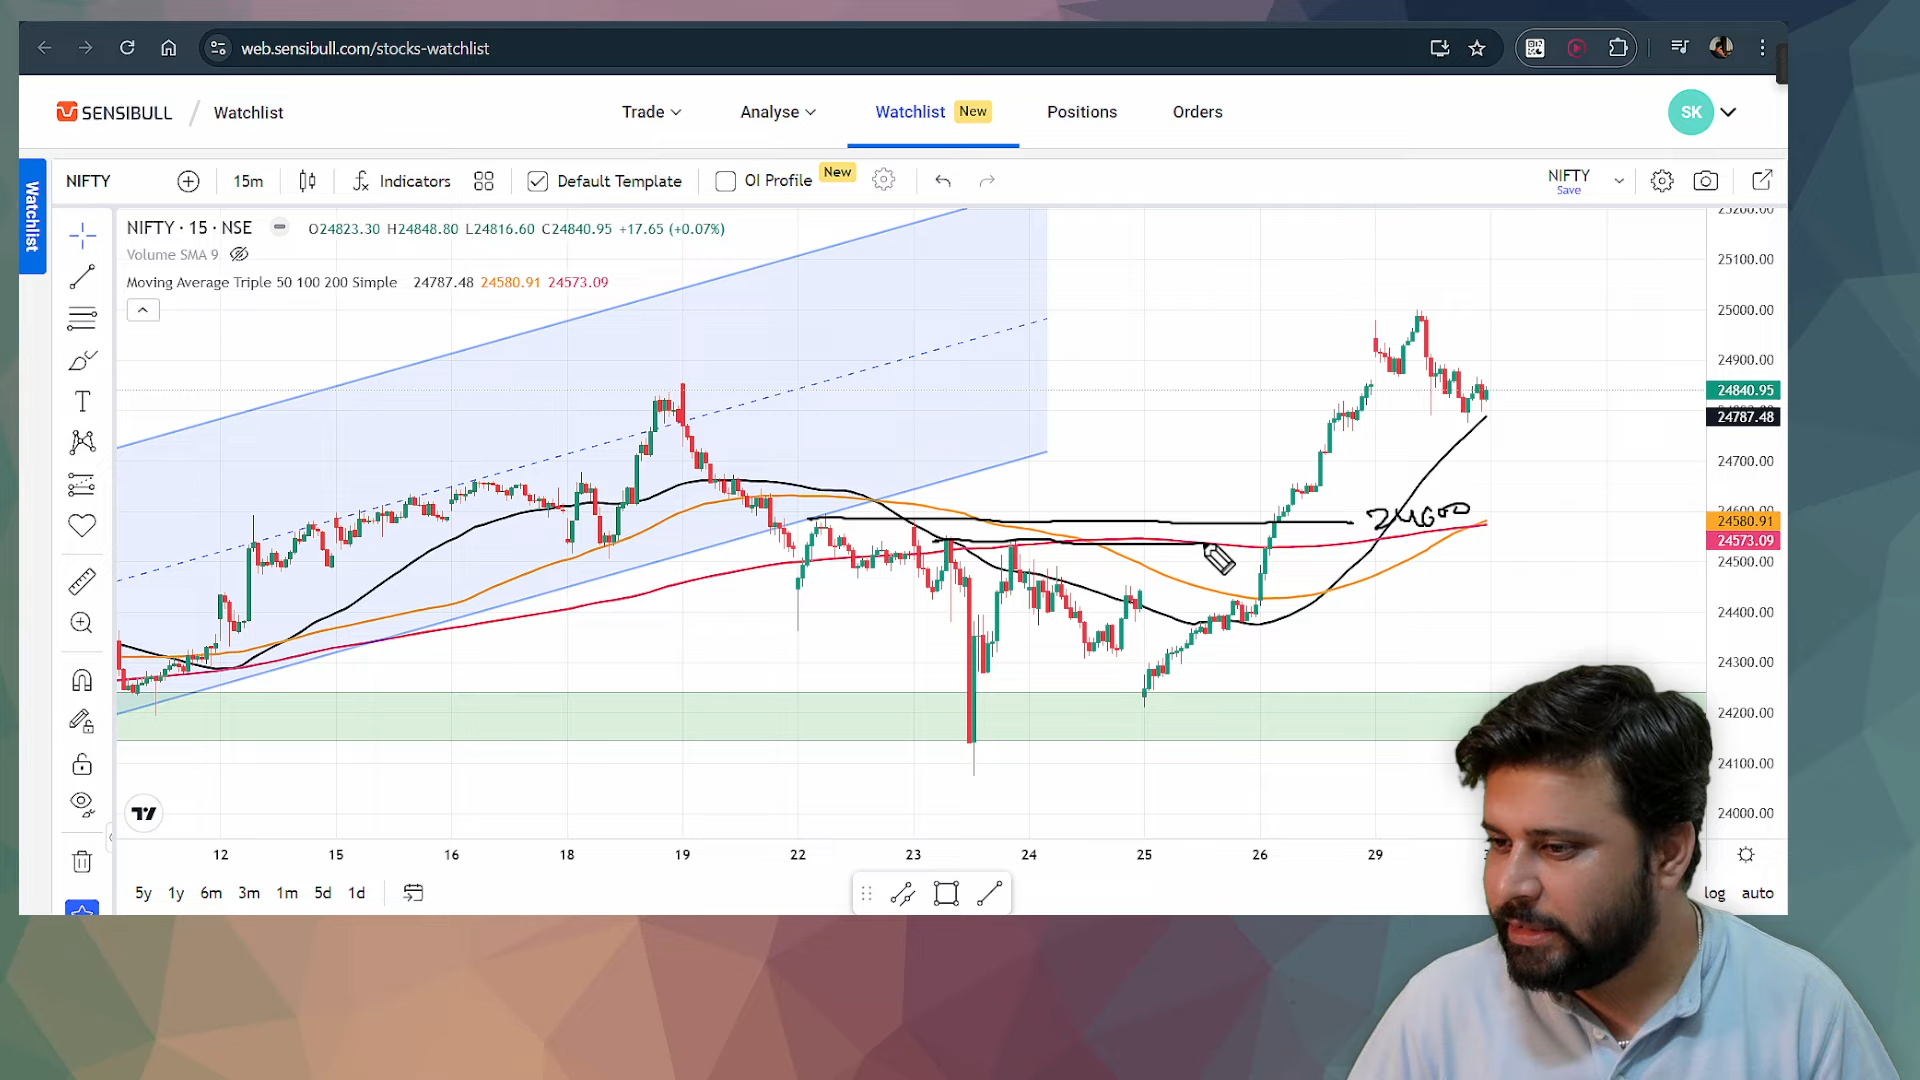 web.sensibull.com/stocks-watchlist
SENSIBULL / Watchlist
Trade
Analyse
Watchlist New
Positions
Orders
SK
Watchlist
NIFTY
15m
Indicators
Default Template
OI Profile New
NIFTY
Save
NIFTY · 15 · NSE
O24823.30 H24848.80 L24816.60 C24840.95 +17.65 (+0.07%)
Volume SMA 9
Moving Average Triple 50 100 200 Simple 24787.48 24580.91 24573.09
25200.00
25100.00
25000.00
24900.00
24840.95
24787.48
24700.00
24600
24580.91
24573.09
24500.00
24400.00
24300.00
24200.00
24100.00
24000.00
12 15 16 18 19 22 23 24 25 26 29
5y 1y 6m 3m 1m 5d 1d
log auto